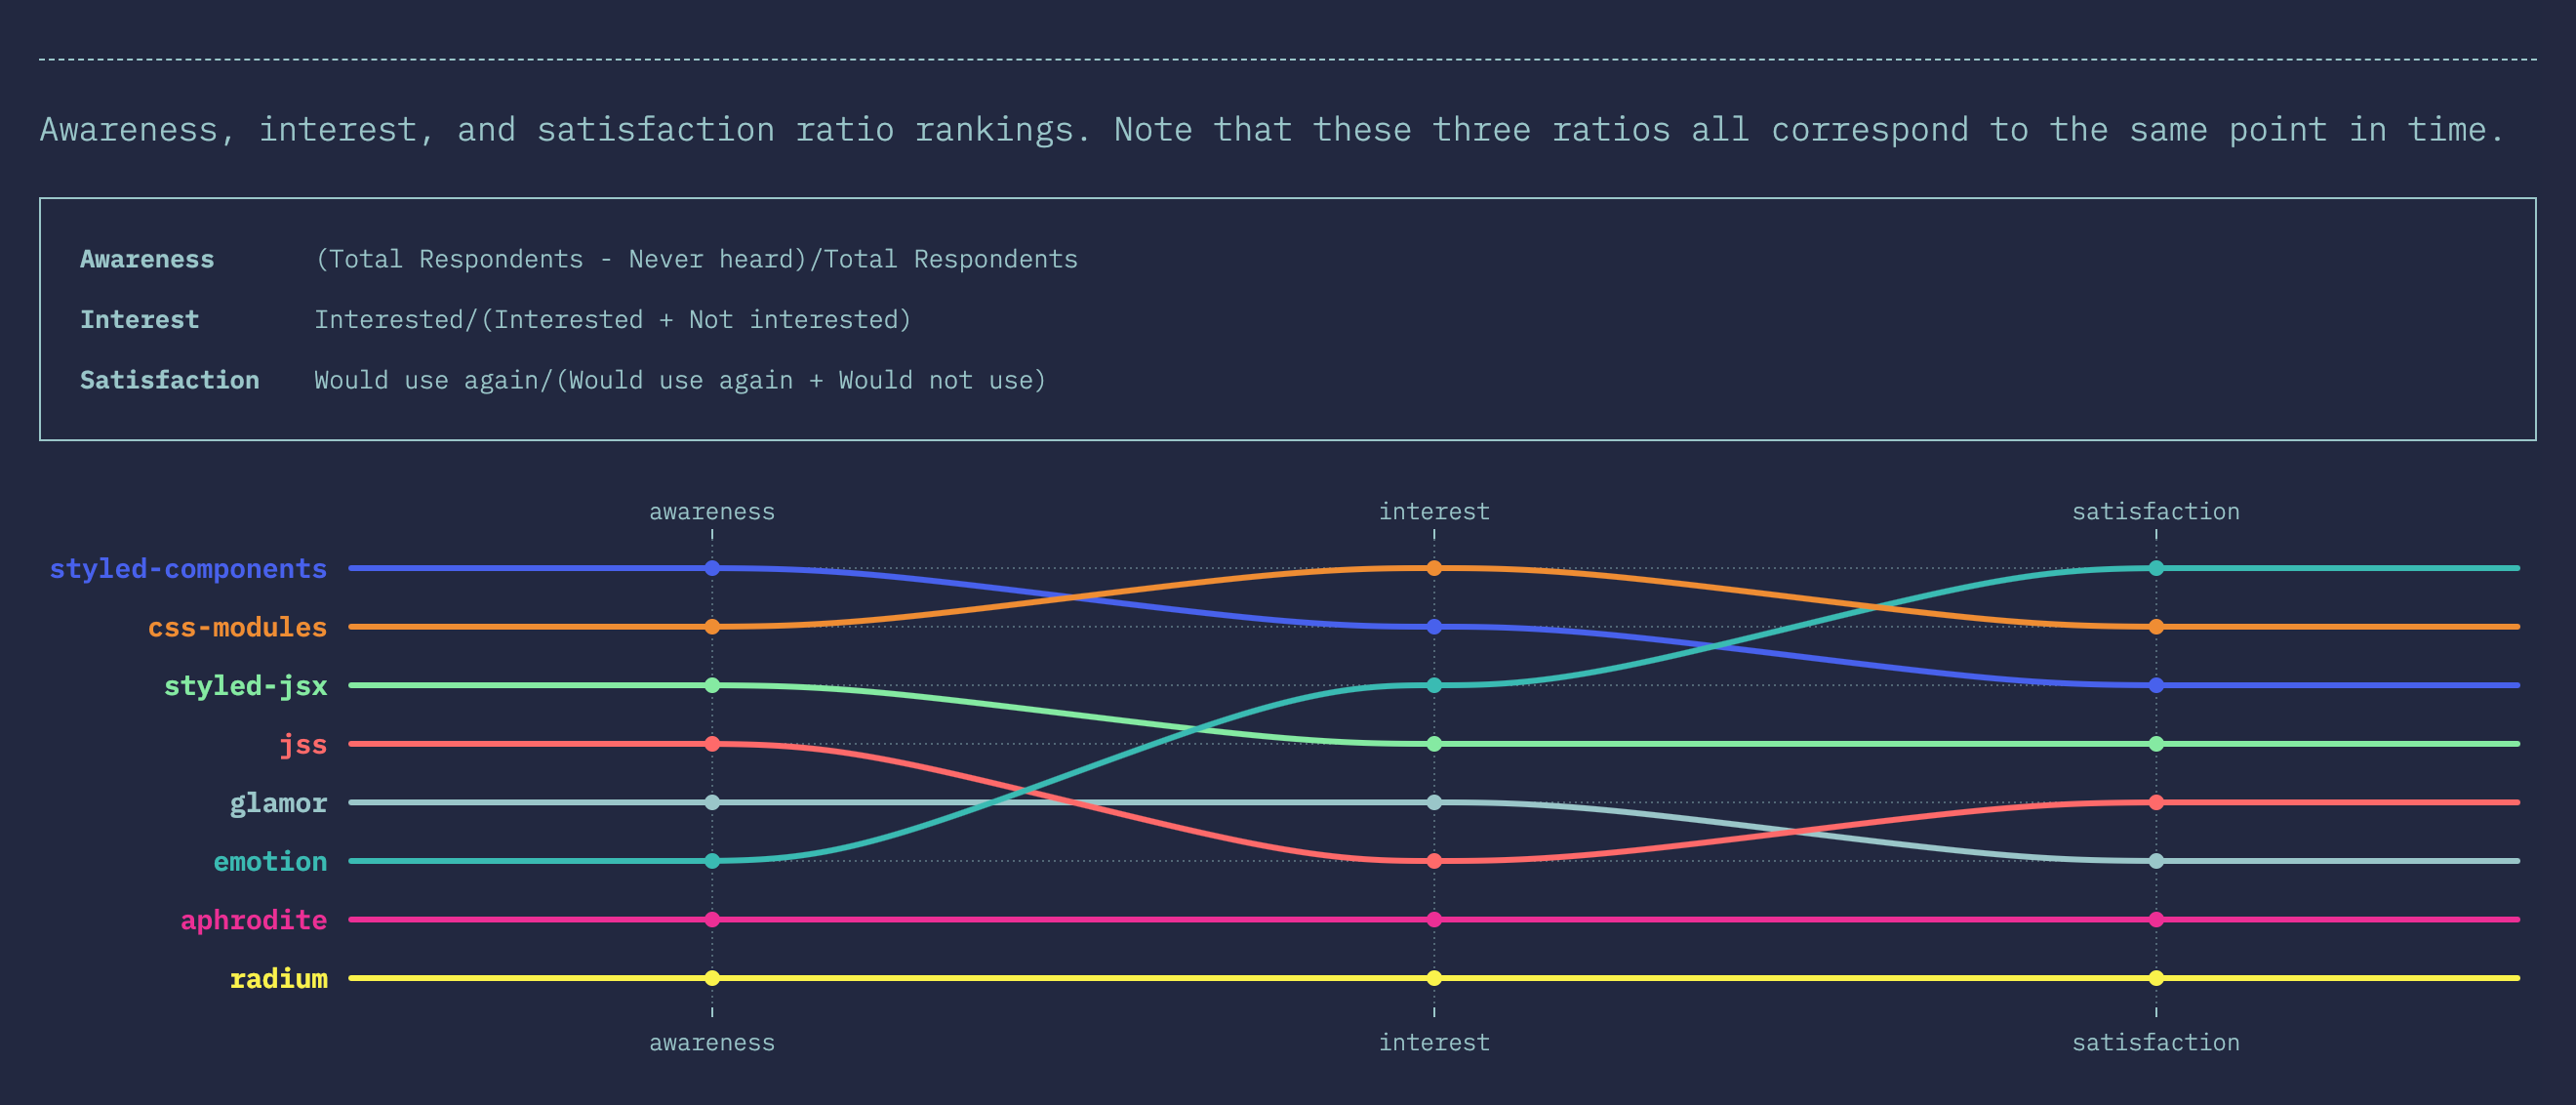 Awareness, interest, and satisfaction ratio rankings. Note that these three ratios all correspond to the same point in time.
Awareness (Total Respondents - Never heard)/Total Respondents
Interest Interested/(Interested + Not interested)
Satisfaction Would use again/(Would use again + Would not use)
awareness interest satisfaction
styled-components
css-modules
styled-jsx
jss
glamor
emotion
aphrodite
radium
awareness interest satisfaction